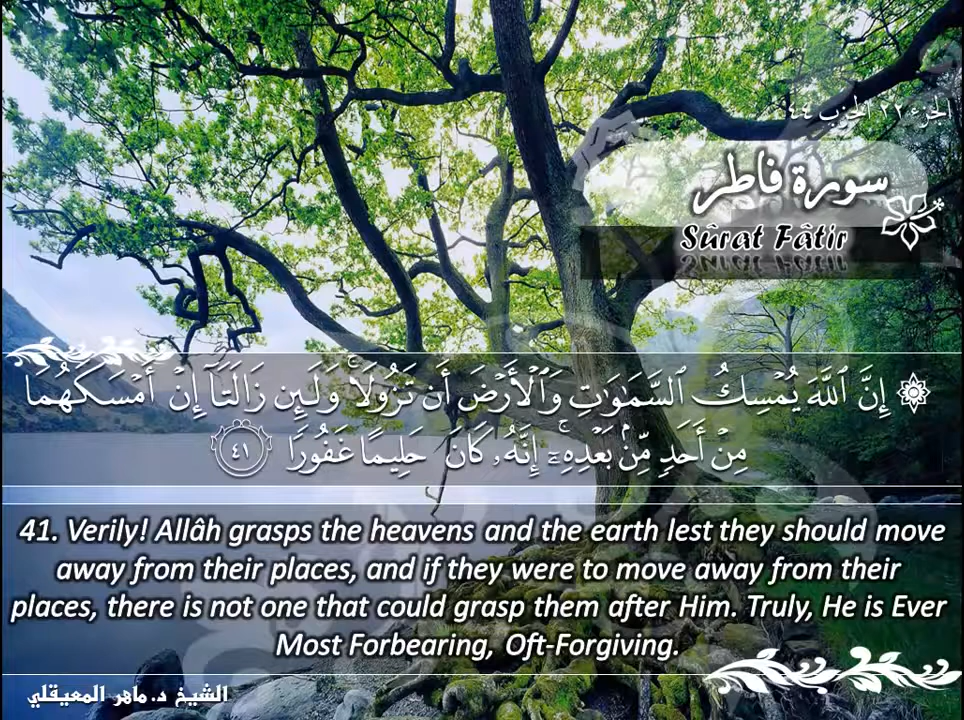 الجزء ٢٢ الحزب ٤٤
سورة فاطر
Sûrat Fâtir
۞ إِنَّ ٱللَّهَ يُمْسِكُ ٱلسَّمَٰوَٰتِ وَٱلْأَرْضَ أَن تَزُولَا ۚ وَلَئِن زَالَتَآ إِنْ أَمْسَكَهُمَا
مِنْ أَحَدٍ مِّنۢ بَعْدِهِۦٓ ۚ إِنَّهُۥ كَانَ حَلِيمًا غَفُورًا ٤١
41. Verily! Allâh grasps the heavens and the earth lest they should move
away from their places, and if they were to move away from their
places, there is not one that could grasp them after Him. Truly, He is Ever
Most Forbearing, Oft-Forgiving.
الشيخ د. ماهر المعيقلي